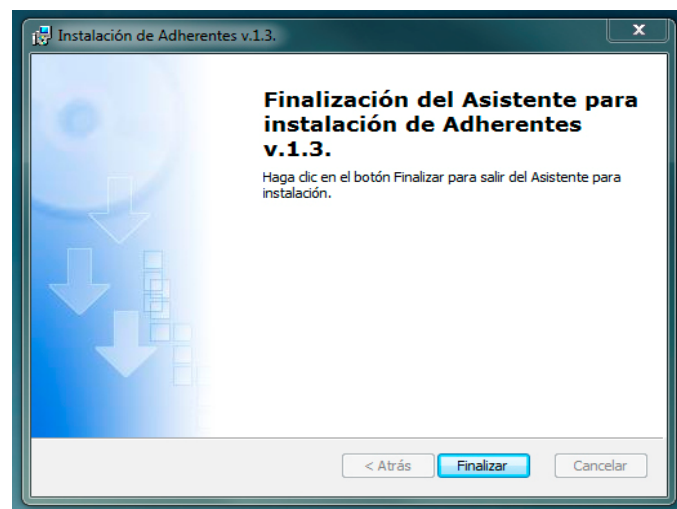 Instalación de Adherentes v.1.3.
x
Finalización del Asistente para
instalación de Adherentes
v.1.3.
Haga clic en el botón Finalizar para salir del Asistente para
instalación.
< Atrás
Finalizar
Cancelar